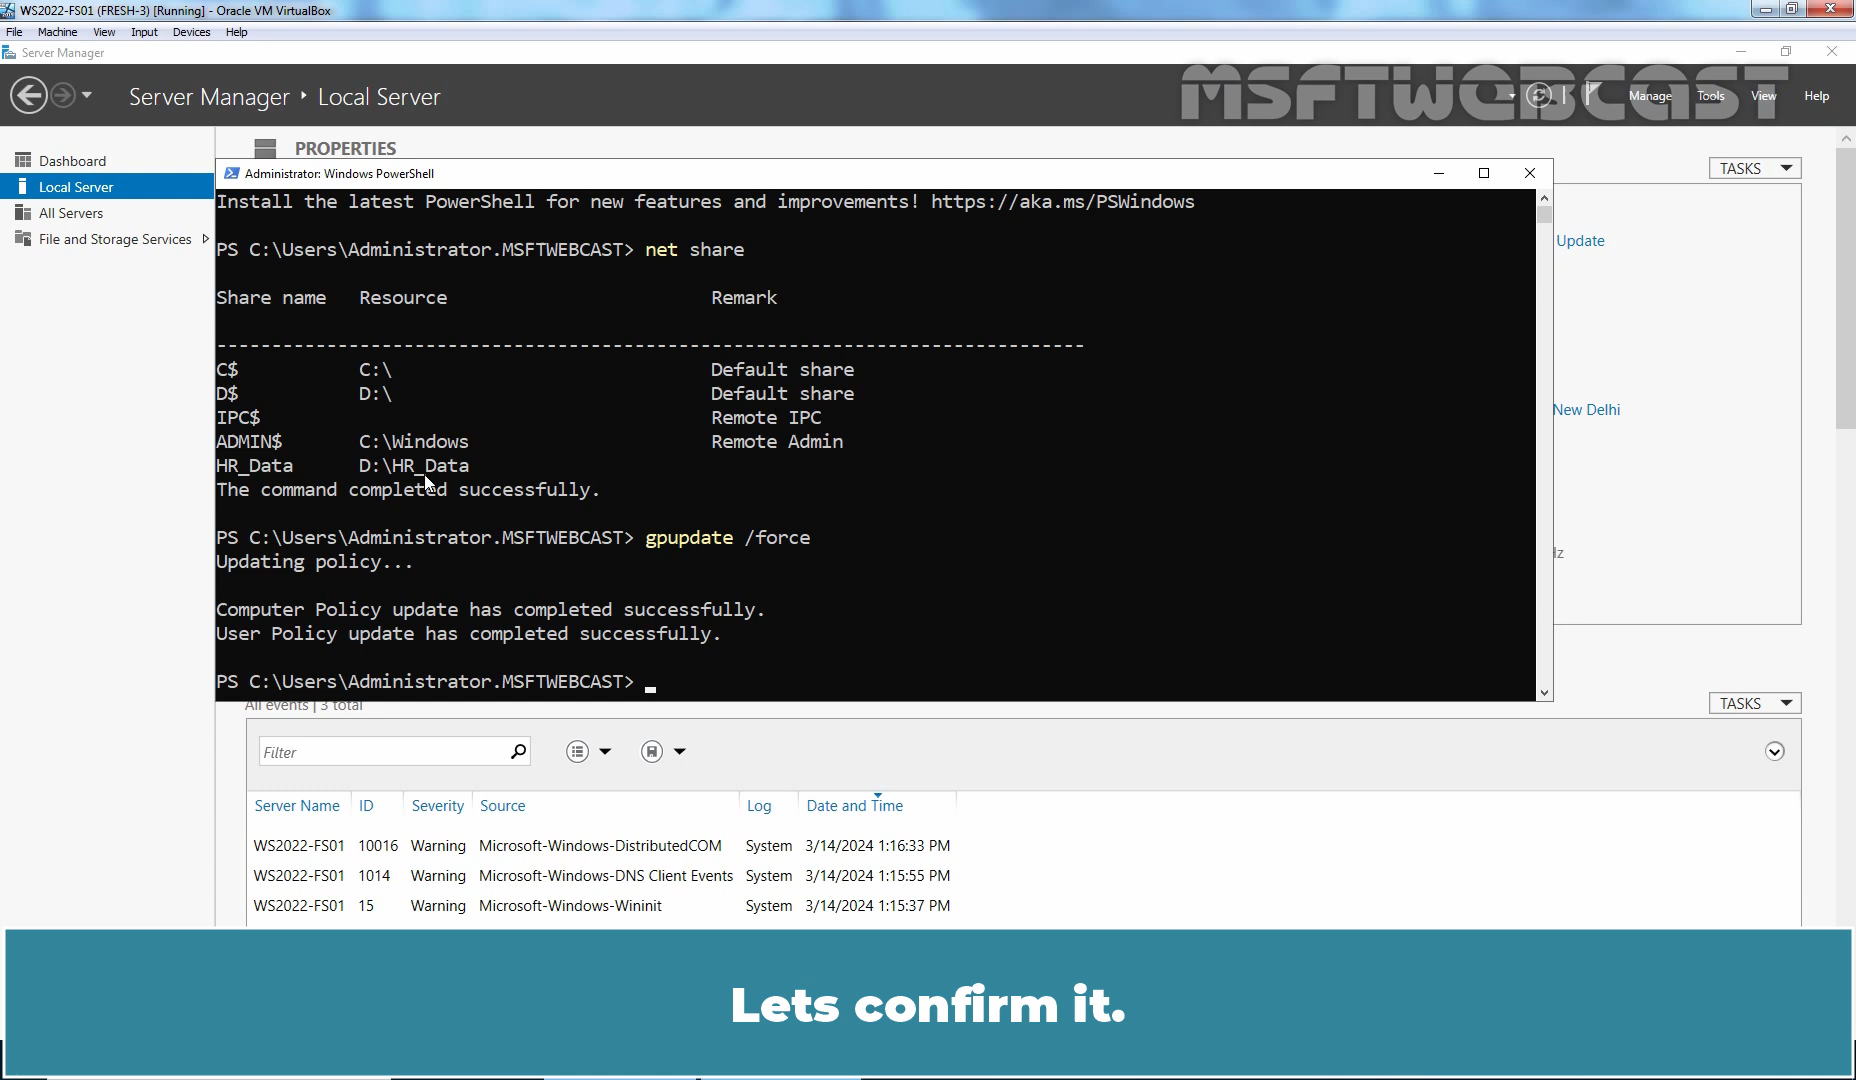 WS2022-FS01 (FRESH-3) [Running] - Oracle VM VirtualBox
File Machine View Input Devices Help
Server Manager
Server Manager ‣ Local Server
MSFTWEBCAST
Manage Tools View Help
Dashboard
Local Server
All Servers
File and Storage Services
PROPERTIES
TASKS
Administrator: Windows PowerShell
Install the latest PowerShell for new features and improvements! https://aka.ms/PSWindows
PS C:\Users\Administrator.MSFTWEBCAST> net share
Share name Resource Remark
-------------------------------------------------------------------------------
C$ C:\ Default share
D$ D:\ Default share
IPC$ Remote IPC
ADMIN$ C:\Windows Remote Admin
HR_Data D:\HR_Data
The command completed successfully.
PS C:\Users\Administrator.MSFTWEBCAST> gpupdate /force
Updating policy...
Computer Policy update has completed successfully.
User Policy update has completed successfully.
PS C:\Users\Administrator.MSFTWEBCAST>
Update
New Delhi
Hz
All events | 3 total
TASKS
Filter
Server Name ID Severity Source Log Date and Time
WS2022-FS01 10016 Warning Microsoft-Windows-DistributedCOM System 3/14/2024 1:16:33 PM
WS2022-FS01 1014 Warning Microsoft-Windows-DNS Client Events System 3/14/2024 1:15:55 PM
WS2022-FS01 15 Warning Microsoft-Windows-Wininit System 3/14/2024 1:15:37 PM
Lets confirm it.